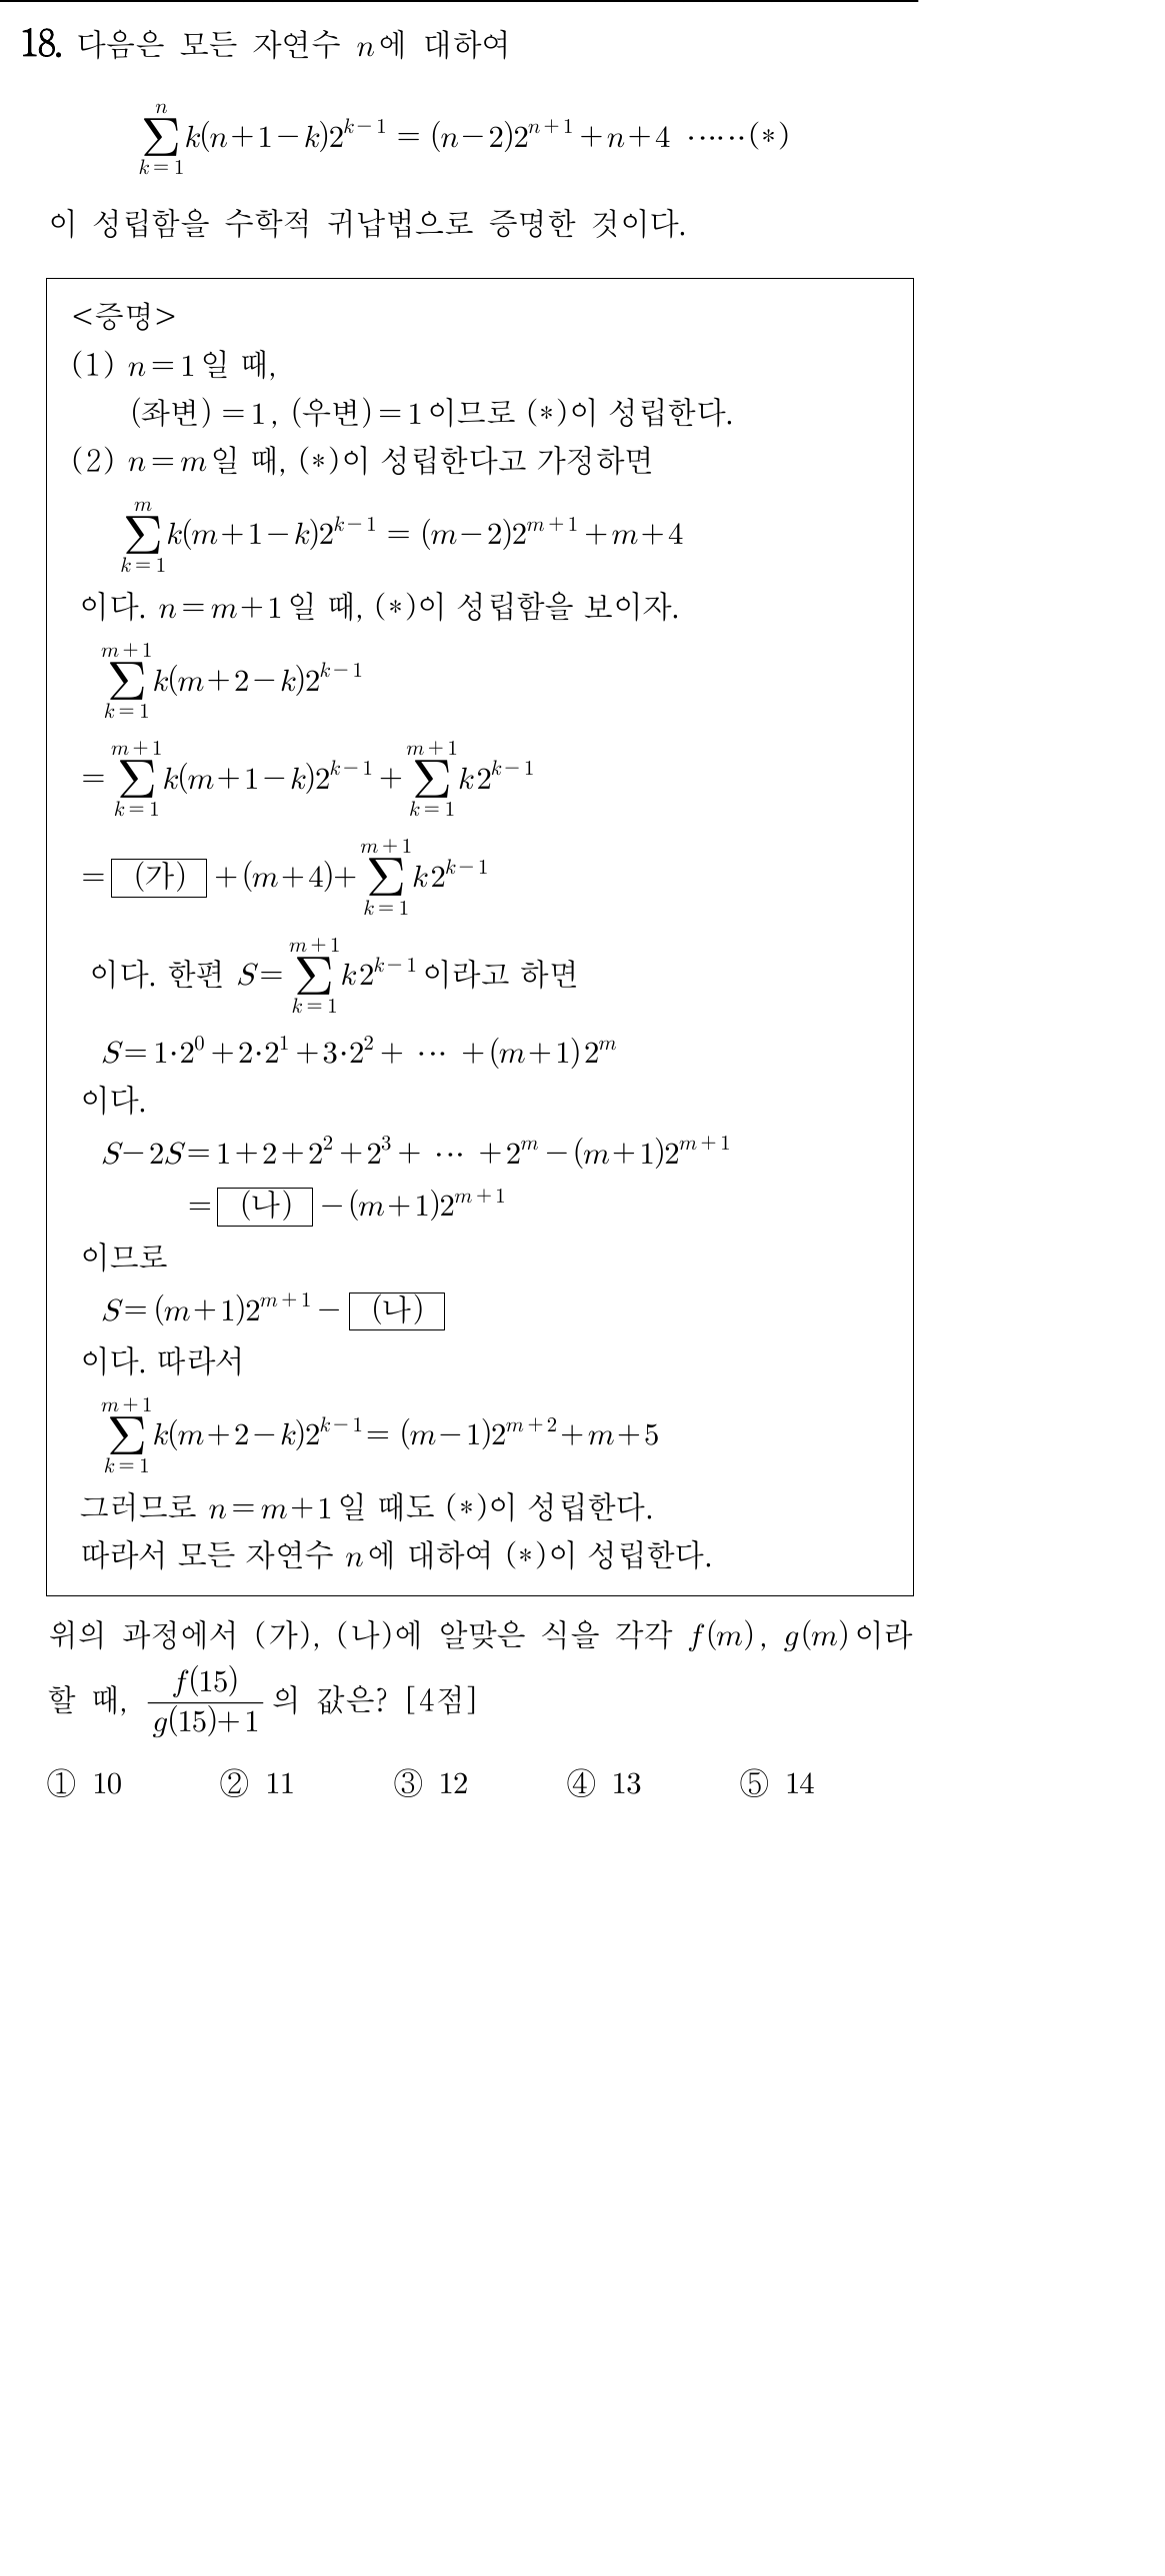 18. 다음은 모든 자연수 n에 대하여
\sum_{k=1}^{n} k(n+1-k)2^{k-1} = (n-2)2^{n+1}+n+4 ······(*)
이 성립함을 수학적 귀납법으로 증명한 것이다.
<증명>
(1) n=1일 때,
(좌변)=1, (우변)=1이므로 (*)이 성립한다.
(2) n=m일 때, (*)이 성립한다고 가정하면
\sum_{k=1}^{m} k(m+1-k)2^{k-1} = (m-2)2^{m+1}+m+4
이다. n=m+1일 때, (*)이 성립함을 보이자.
\sum_{k=1}^{m+1} k(m+2-k)2^{k-1}
=\sum_{k=1}^{m+1} k(m+1-k)2^{k-1}+\sum_{k=1}^{m+1} k2^{k-1}
= (가) +(m+4)+\sum_{k=1}^{m+1} k2^{k-1}
이다. 한편 S=\sum_{k=1}^{m+1} k2^{k-1}이라고 하면
S=1·2^0+2·2^1+3·2^2+ ··· +(m+1)2^m
이다.
S-2S=1+2+2^2+2^3+ ··· +2^m-(m+1)2^{m+1}
= (나) -(m+1)2^{m+1}
이므로
S=(m+1)2^{m+1}- (나)
이다. 따라서
\sum_{k=1}^{m+1} k(m+2-k)2^{k-1}= (m-1)2^{m+2}+m+5
그러므로 n=m+1일 때도 (*)이 성립한다.
따라서 모든 자연수 n에 대하여 (*)이 성립한다.
위의 과정에서 (가), (나)에 알맞은 식을 각각 f(m), g(m)이라
할 때, \frac{f(15)}{g(15)+1}의 값은? [4점]
① 10 ② 11 ③ 12 ④ 13 ⑤ 14